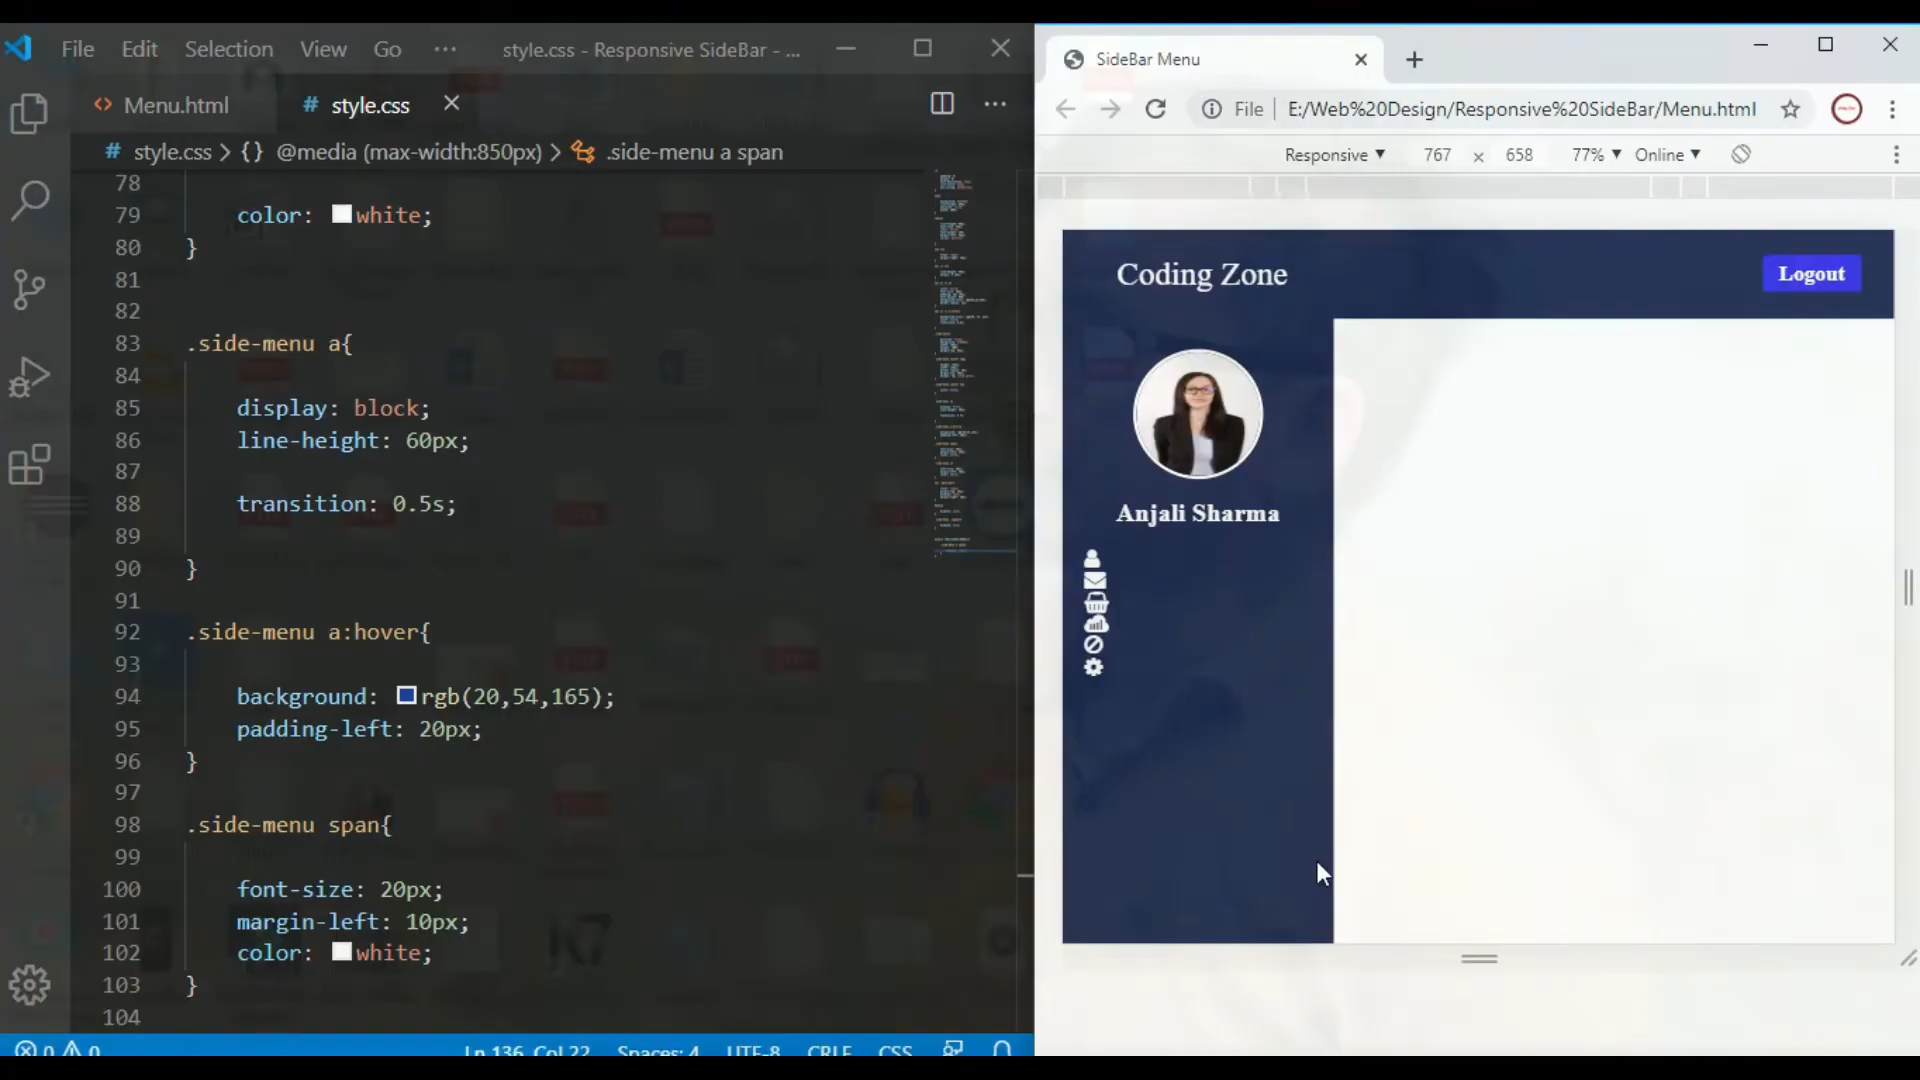 File Edit Selection View Go ··· style.css - Responsive SideBar - ...
Menu.html # style.css
# style.css > {} @media (max-width:850px) > .side-menu a span
78
79 color: white;
80 }
81
82
83 .side-menu a{
84
85 display: block;
86 line-height: 60px;
87
88 transition: 0.5s;
89
90 }
91
92 .side-menu a:hover{
93
94 background: rgb(20,54,165);
95 padding-left: 20px;
96 }
97
98 .side-menu span{
99
100 font-size: 20px;
101 margin-left: 10px;
102 color: white;
103 }
104
0 0 Ln 136, Col 22 Spaces: 4 UTF-8 CRLF CSS
SideBar Menu
File E:/Web%20Design/Responsive%20SideBar/Menu.html
Responsive 767 x 658 77% Online
Coding Zone
Logout
Anjali Sharma
K7